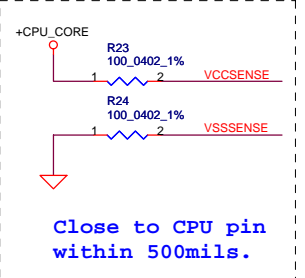 +CPU_CORE
R23
100_0402_1%
1 2 VCCSENSE
R24
100_0402_1%
1 2 VSSSENSE
Close to CPU pin
within 500mils.